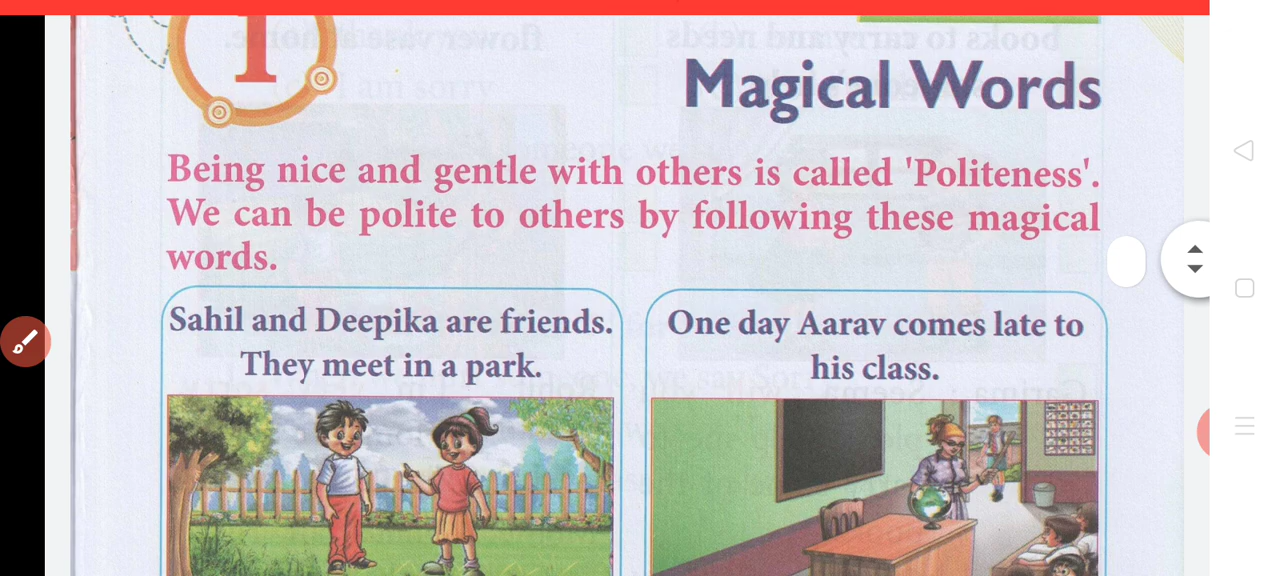 1
Magical Words
Being nice and gentle with others is called 'Politeness'.
We can be polite to others by following these magical
words.
Sahil and Deepika are friends.
They meet in a park.
One day Aarav comes late to
his class.